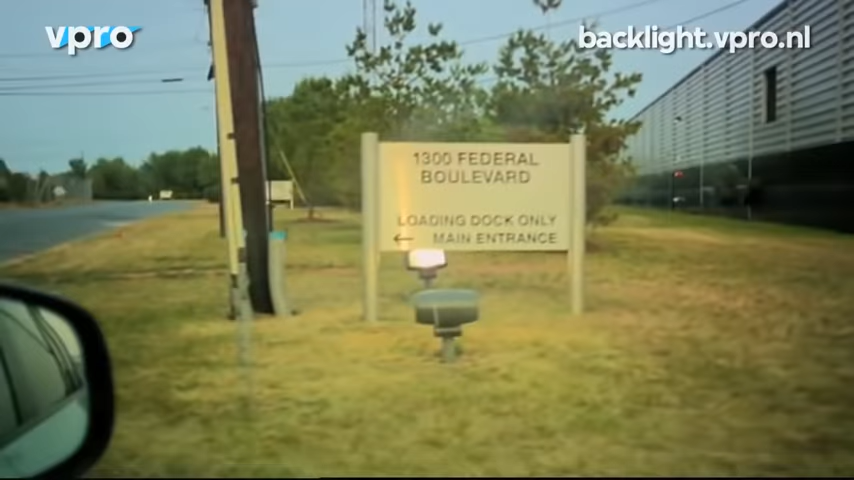 vpro
backlight.vpro.nl
1300 FEDERAL
BOULEVARD
LOADING DOCK ONLY
← MAIN ENTRANCE